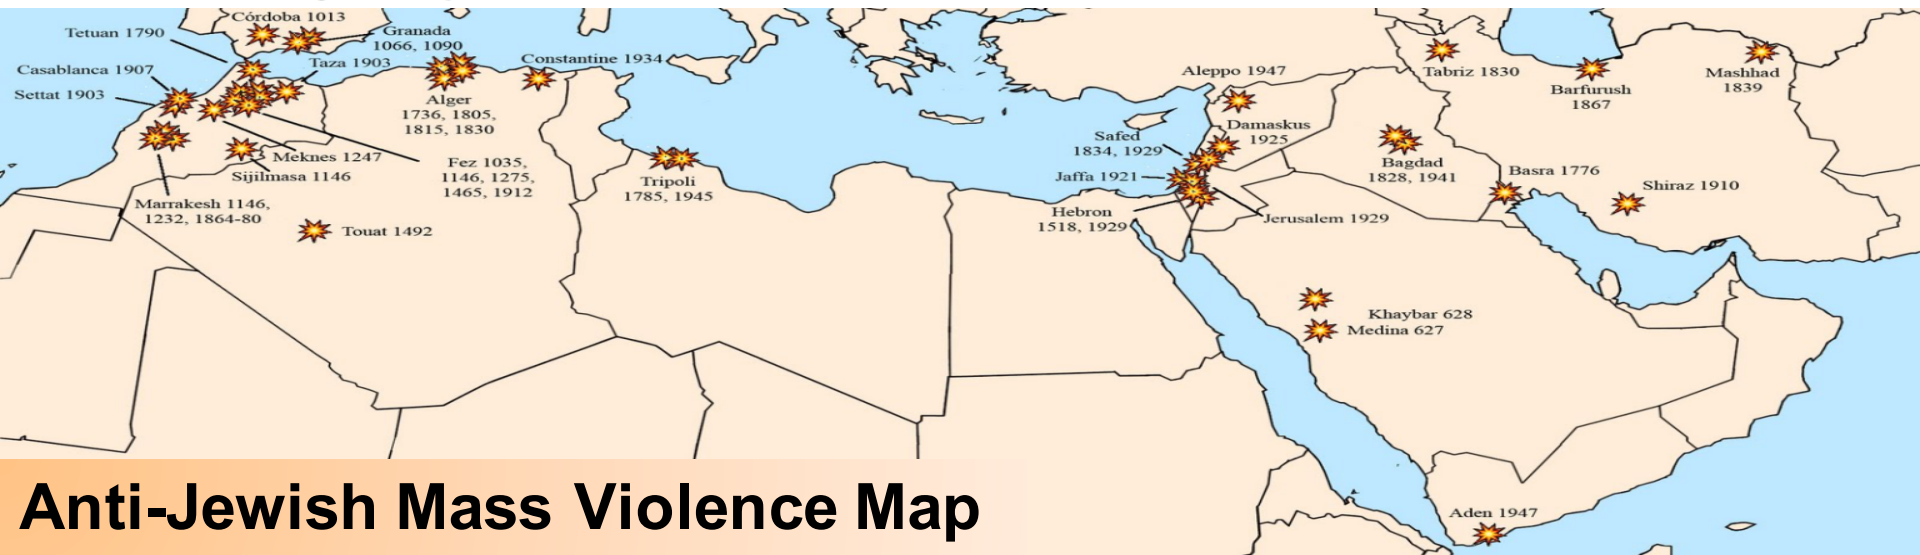 Córdoba 1013
Tetuan 1790
Granada
1066, 1090
Casablanca 1907
Taza 1903
Constantine 1934
Settat 1903
Alger
1736, 1805,
1815, 1830
Meknes 1247
Sijilmasa 1146
Fez 1035,
1146, 1275,
1465, 1912
Marrakesh 1146,
1232, 1864-80
Touat 1492
Tripoli
1785, 1945
Aleppo 1947
Damaskus
1925
Safed
1834, 1929
Jaffa 1921
Hebron
1518, 1929
Jerusalem 1929
Tabriz 1830
Barfurush
1867
Mashhad
1839
Bagdad
1828, 1941
Basra 1776
Shiraz 1910
Khaybar 628
Medina 627
Aden 1947
Anti-Jewish Mass Violence Map